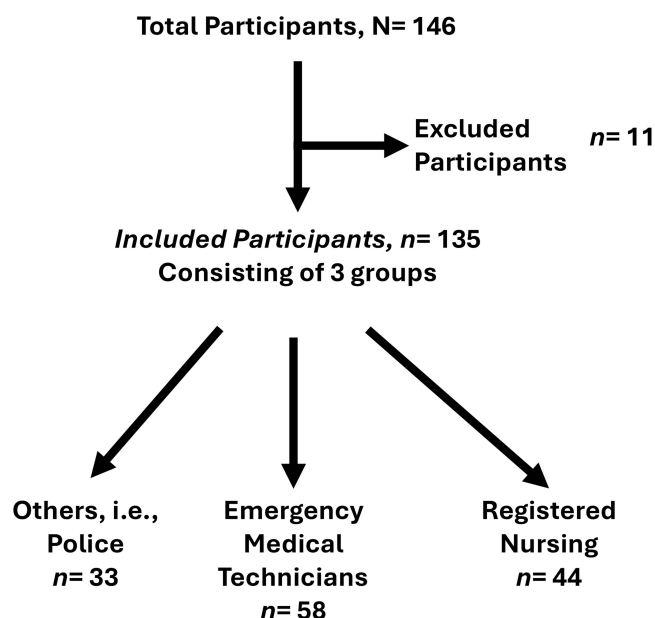 Total Participants, N= 146
Excluded
Participants
n= 11
Included Participants, n= 135
Consisting of 3 groups
Others, i.e.,
Police
n= 33
Emergency
Medical
Technicians
n= 58
Registered
Nursing
n= 44